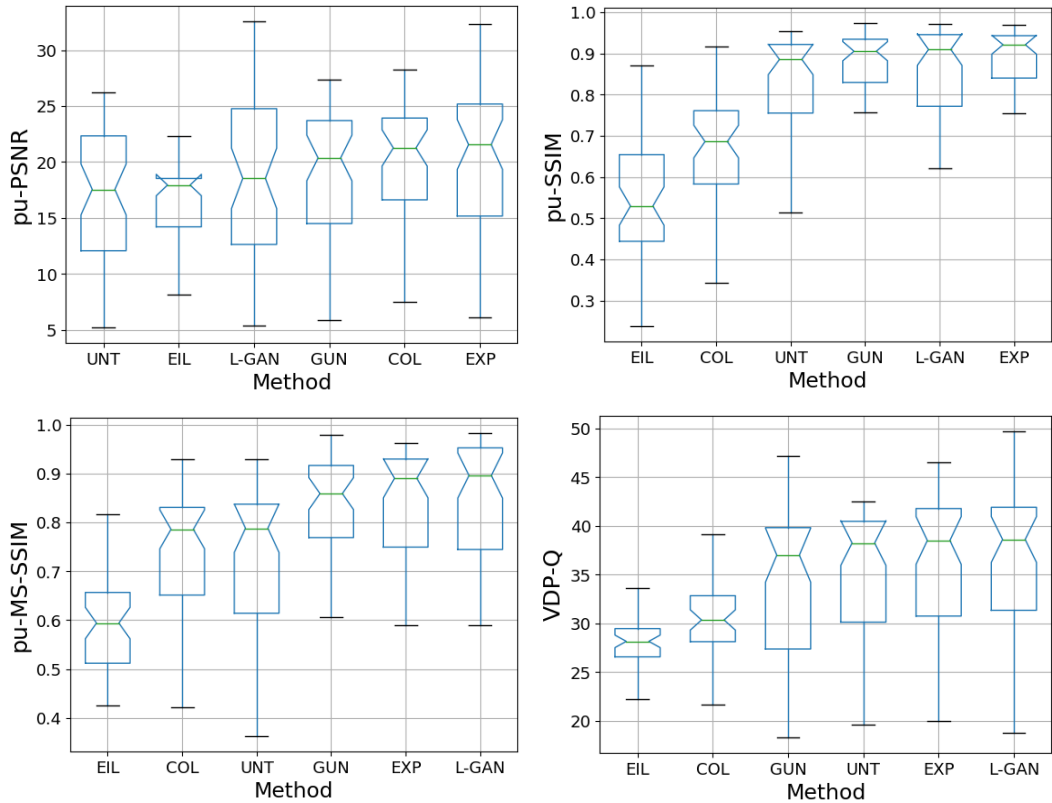 pu-PSNR
30
25
20
15
10
5
UNT EIL L-GAN GUN COL EXP
Method
pu-SSIM
1.0
0.9
0.8
0.7
0.6
0.5
0.4
0.3
EIL COL UNT GUN L-GAN EXP
Method
pu-MS-SSIM
1.0
0.9
0.8
0.7
0.6
0.5
0.4
EIL COL UNT GUN EXP L-GAN
Method
VDP-Q
50
45
40
35
30
25
20
EIL COL GUN UNT EXP L-GAN
Method